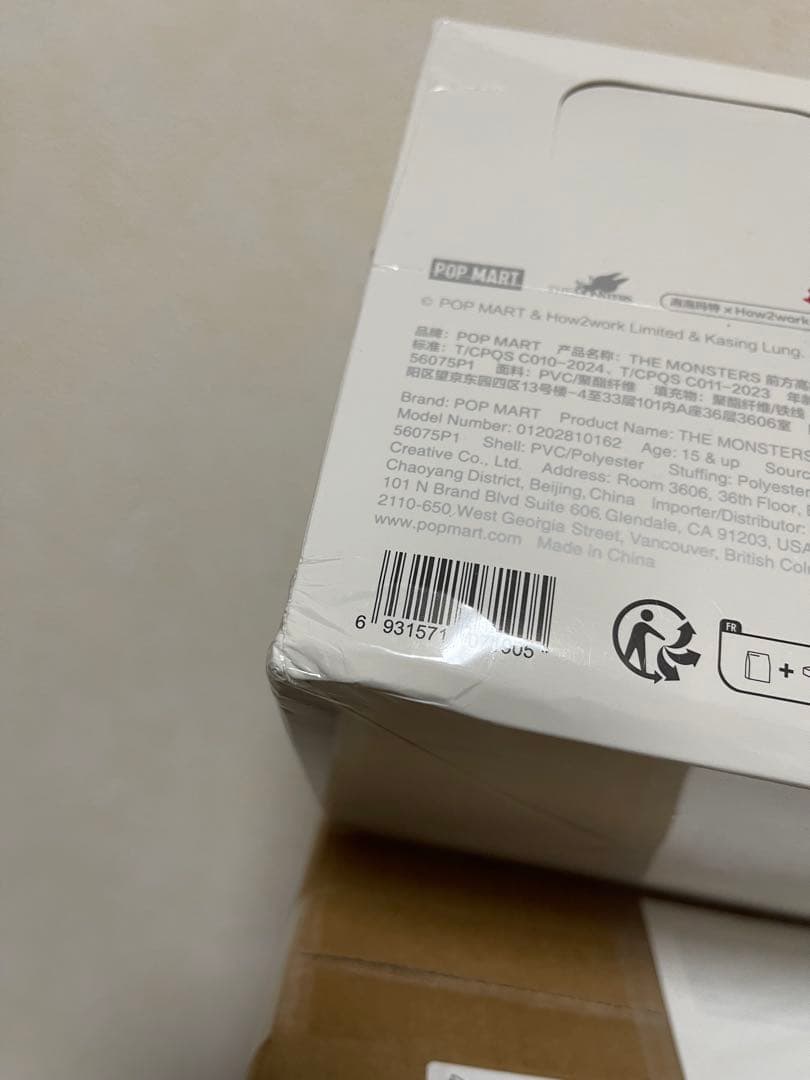 POP MART
泡泡玛特 × How2work
© POP MART & How2work Limited & Kasing Lung.
品牌：POP MART 产品名称：THE MONSTERS 前方高
标准：T/CPQS C010-2024、T/CPQS C011-2023
56075P1 面料：PVC/聚酯纤维 填充物：聚酯纤维/铁线
阳区望京东园四区13号楼-4至33层101内A座36层3606室
Brand: POP MART Product Name: THE MONSTERS
Model Number: 01202810162 Age: 15 & up Sourc
56075P1 Shell: PVC/Polyester Stuffing: Polyester
Creative Co., Ltd. Address: Room 3606, 36th Floor,
Chaoyang District, Beijing, China Importer/Distributor:
101 N Brand Blvd Suite 606, Glendale, CA 91203, USA
2110-650 West Georgia Street, Vancouver, British Colu
www.popmart.com Made in China
6 931571
FR
+